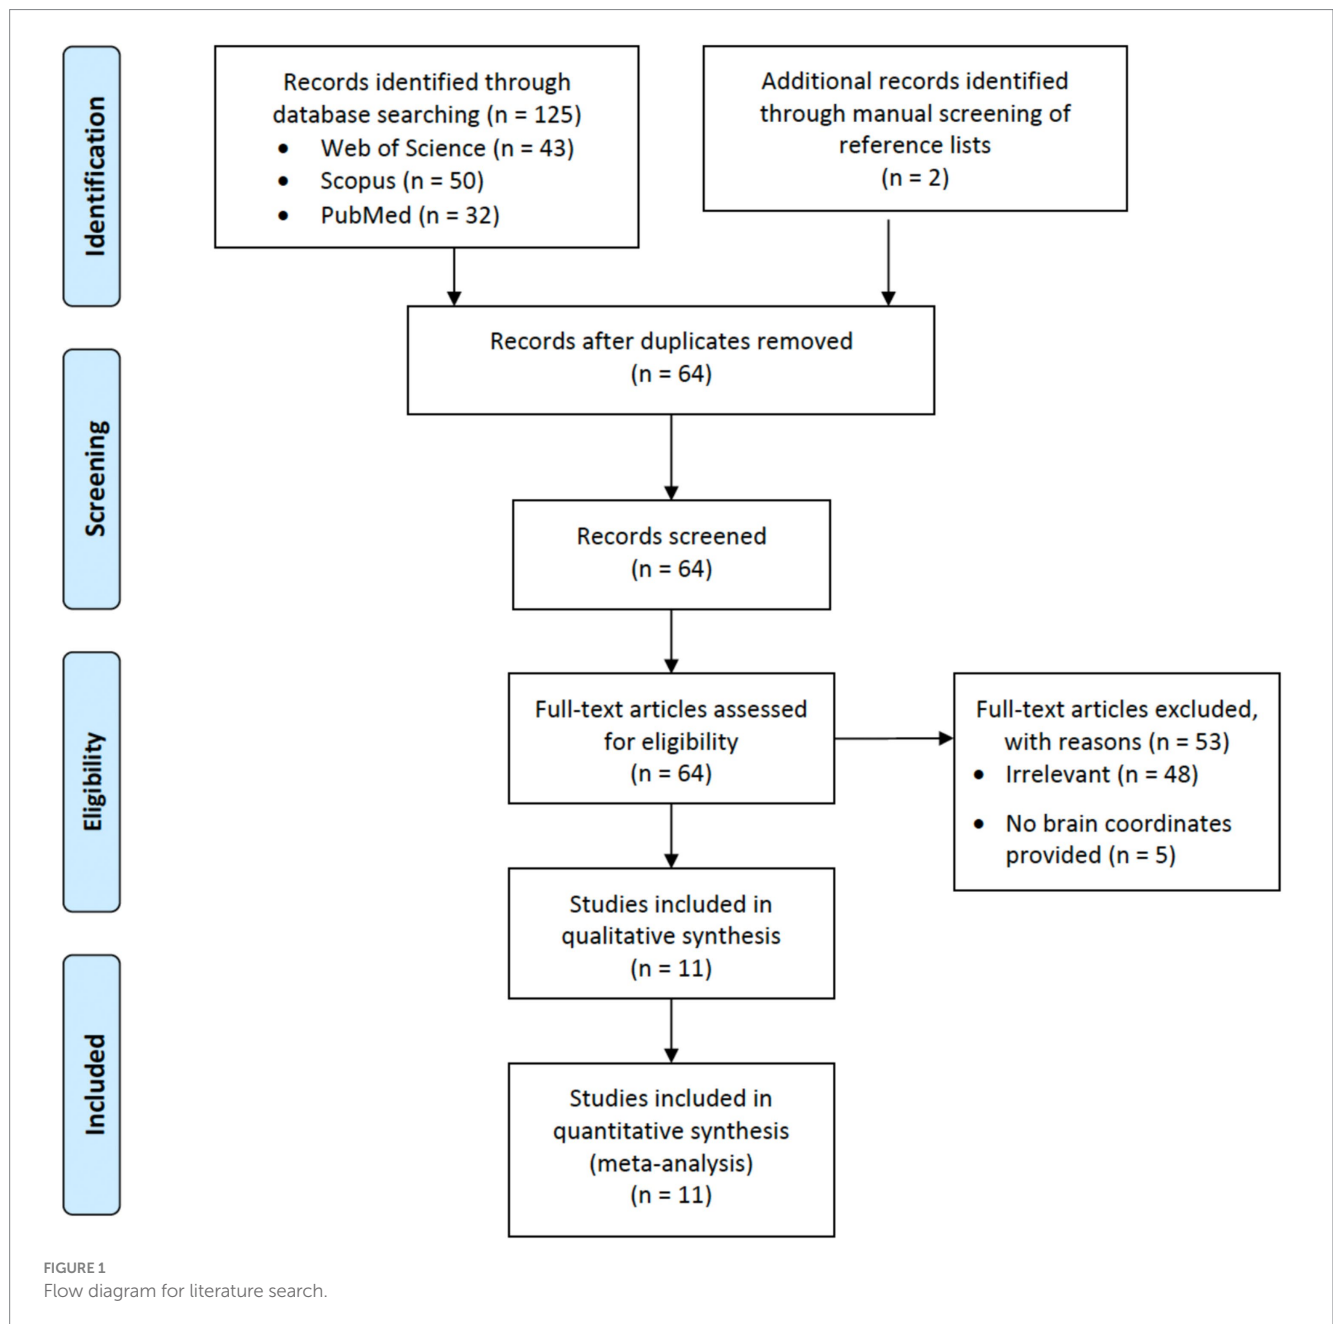 Identification
Records identified through
database searching (n = 125)
• Web of Science (n = 43)
• Scopus (n = 50)
• PubMed (n = 32)
Additional records identified
through manual screening of
reference lists
(n = 2)
Records after duplicates removed
(n = 64)
Screening
Records screened
(n = 64)
Eligibility
Full-text articles assessed
for eligibility
(n = 64)
Full-text articles excluded,
with reasons (n = 53)
• Irrelevant (n = 48)
• No brain coordinates
provided (n = 5)
Studies included in
qualitative synthesis
(n = 11)
Included
Studies included in
quantitative synthesis
(meta-analysis)
(n = 11)
FIGURE 1
Flow diagram for literature search.